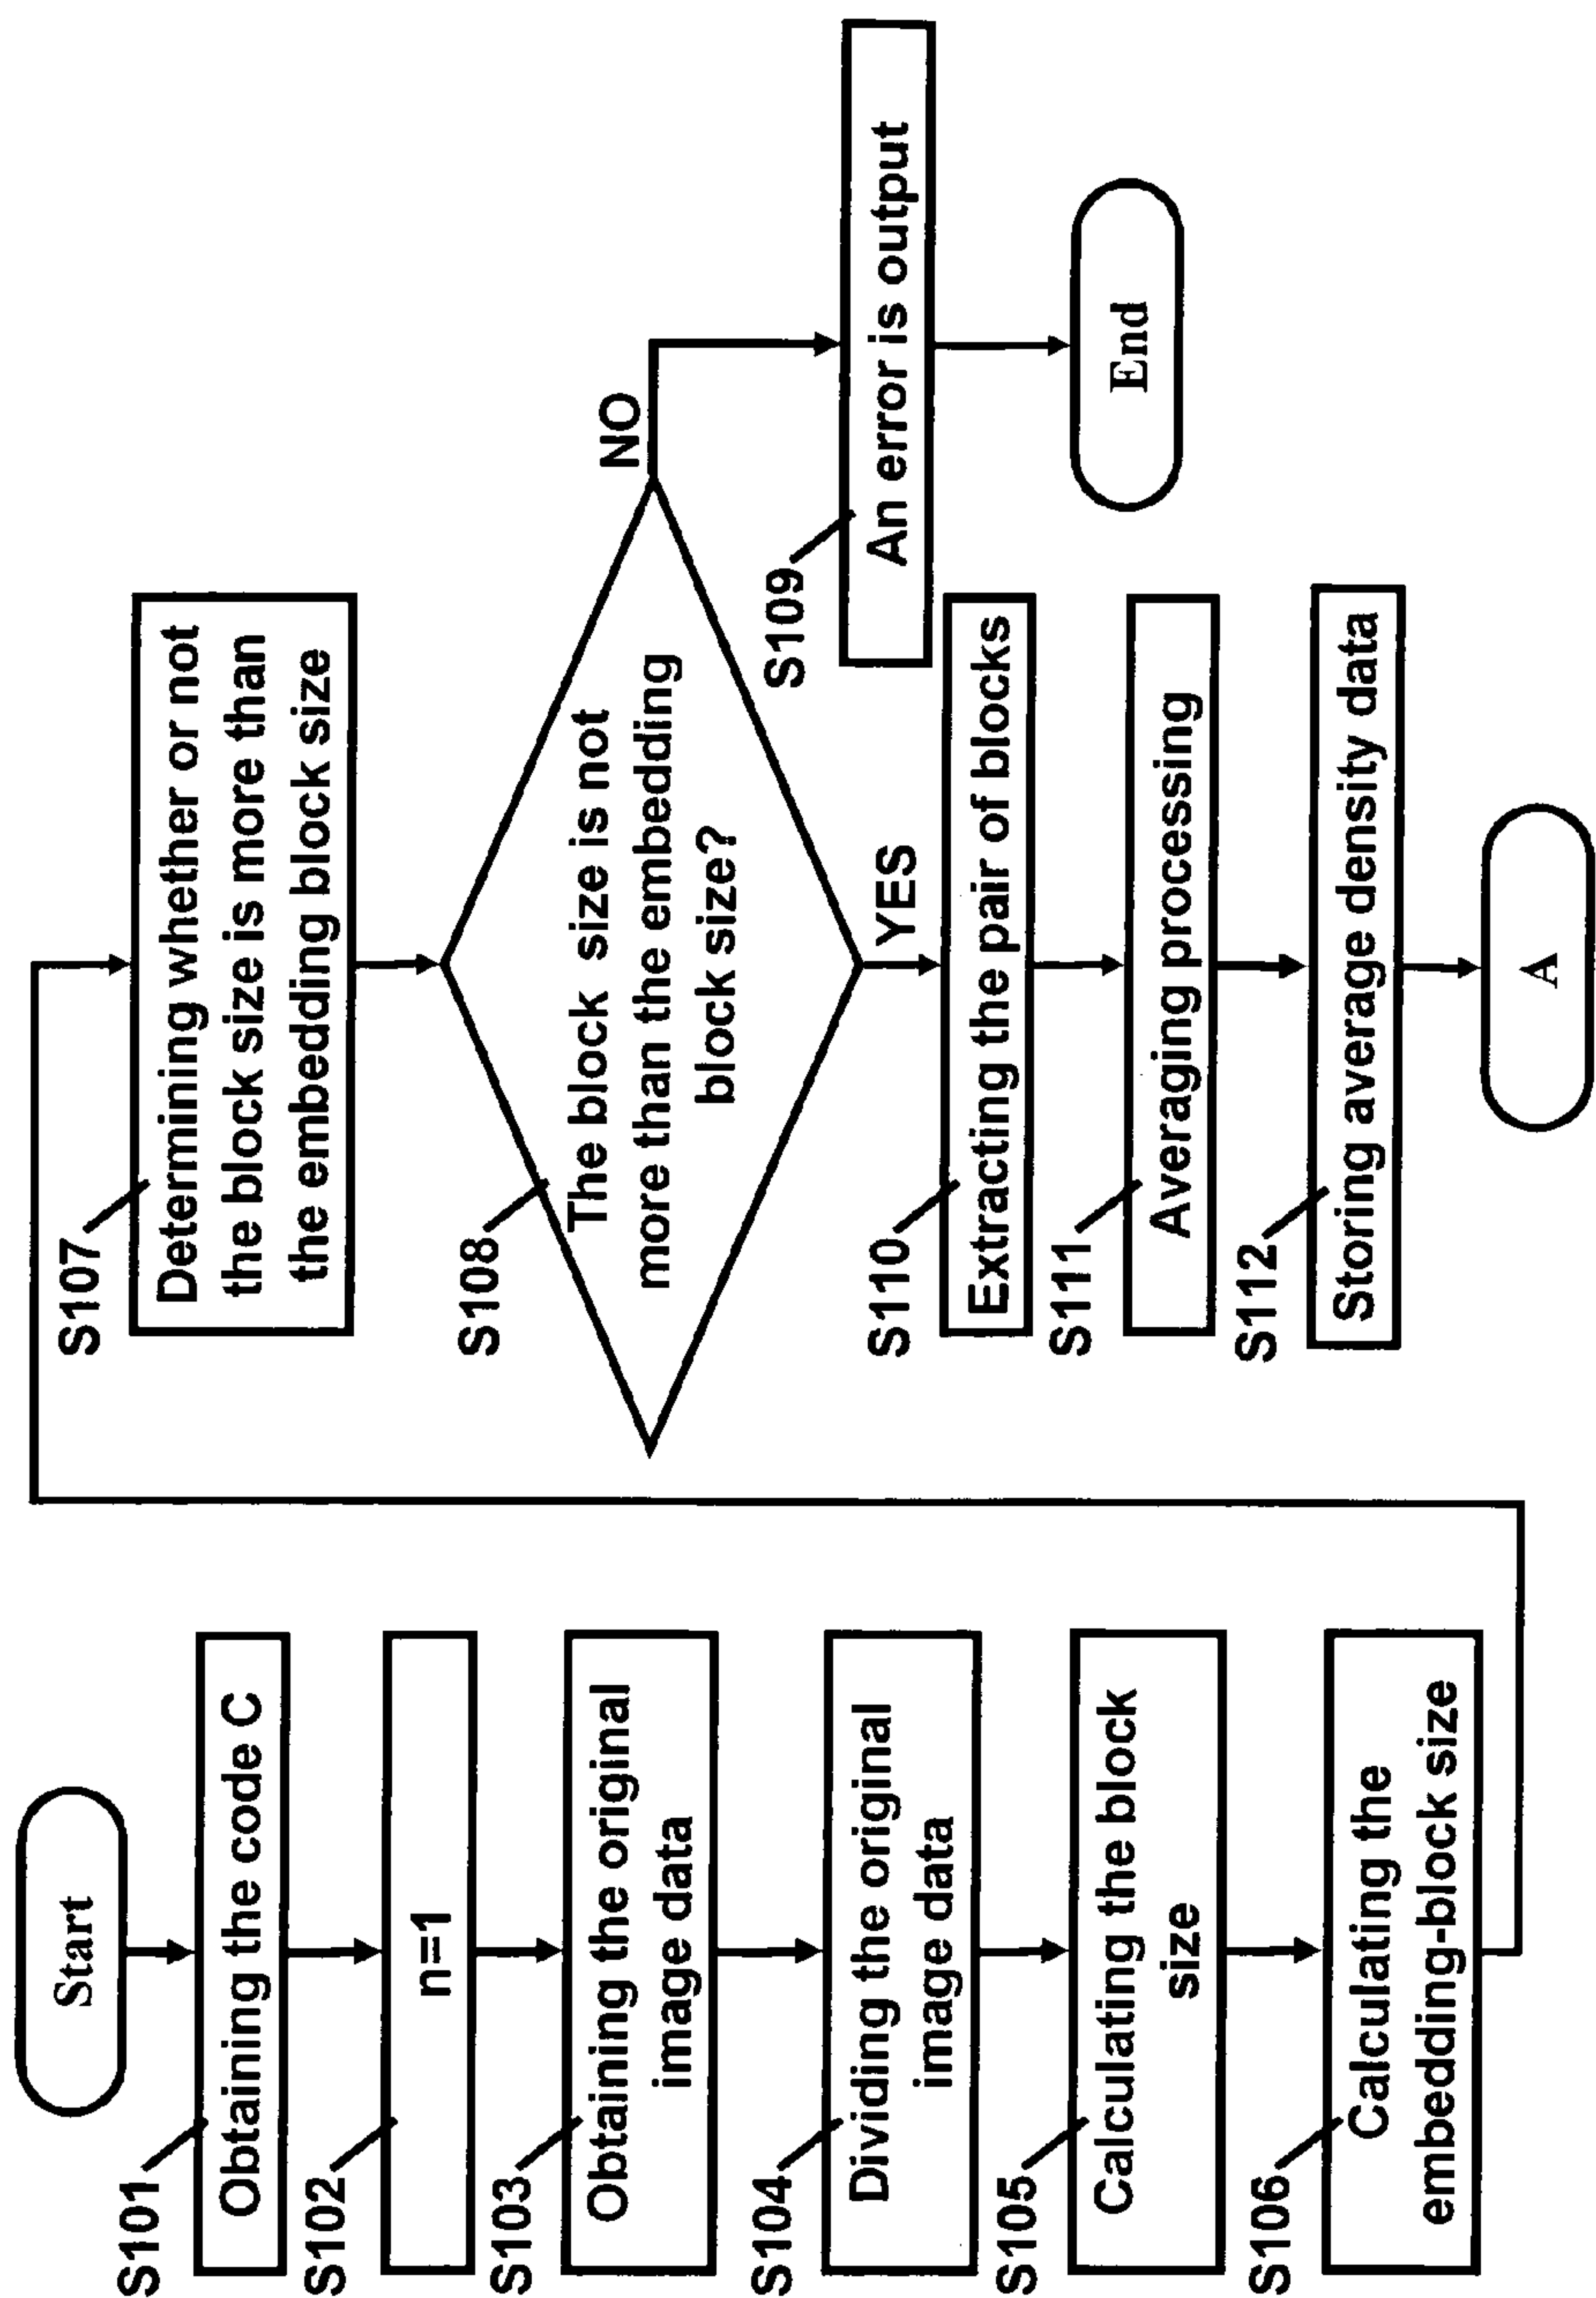 Start
S101
Obtaining the code C
S102
n=1
S103
Obtaining the original
image data
S104
Dividing the original
image data
S105
Calculating the block
size
S106
Calculating the
embedding-block size
S107
Determining whether or not
the block size is more than
the embedding block size
S108
The block size is not
more than the embedding
block size?
NO
YES
S109
An error is output
End
S110
Extracting the pair of blocks
S111
Averaging processing
S112
Storing average density data
A